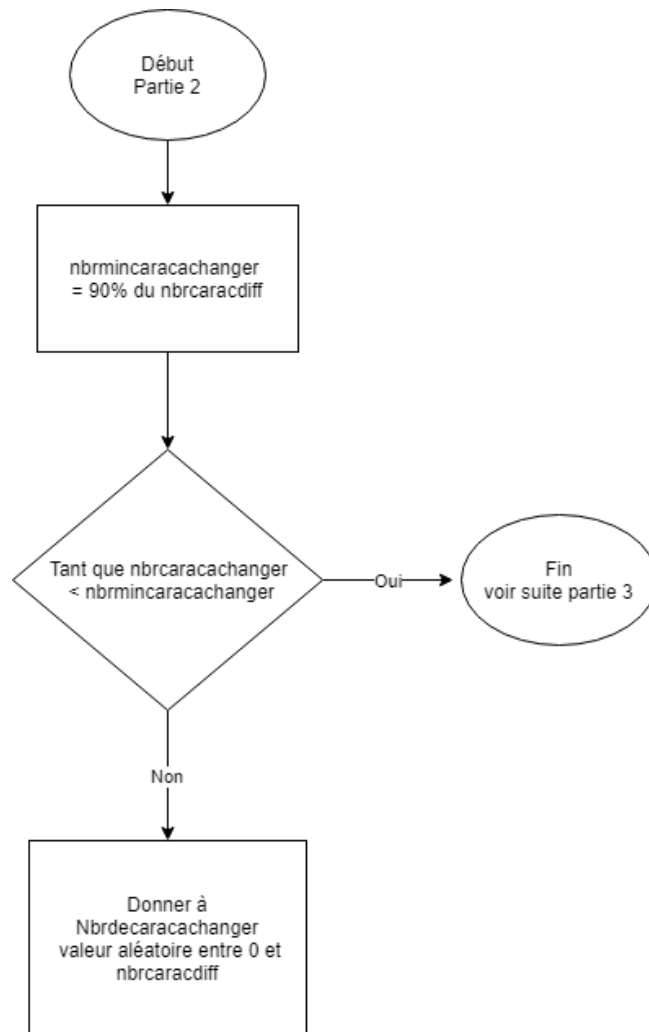 Début
Partie 2
nbrmincaracachanger
= 90% du nbrcaracdiff
Tant que nbrcaracachanger
< nbrmincaracachanger
Oui
Fin
voir suite partie 3
Non
Donner à
Nbrdecaracachanger
valeur aléatoire entre 0 et
nbrcaracdiff